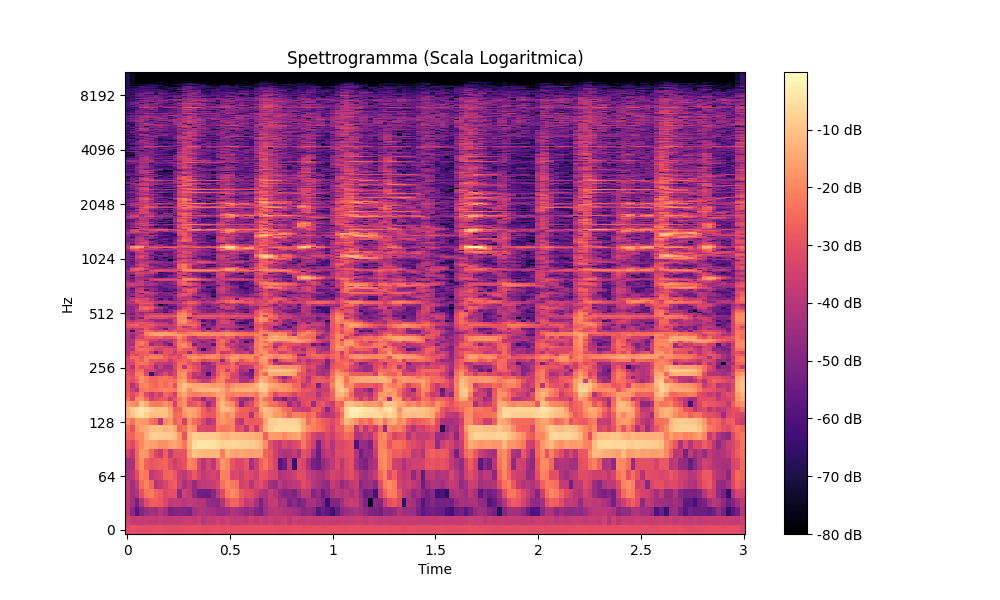 Spettrogramma (Scala Logaritmica)
Hz
8192
4096
2048
1024
512
256
128
64
0
0 0.5 1 1.5 2 2.5 3
Time
-10 dB
-20 dB
-30 dB
-40 dB
-50 dB
-60 dB
-70 dB
-80 dB